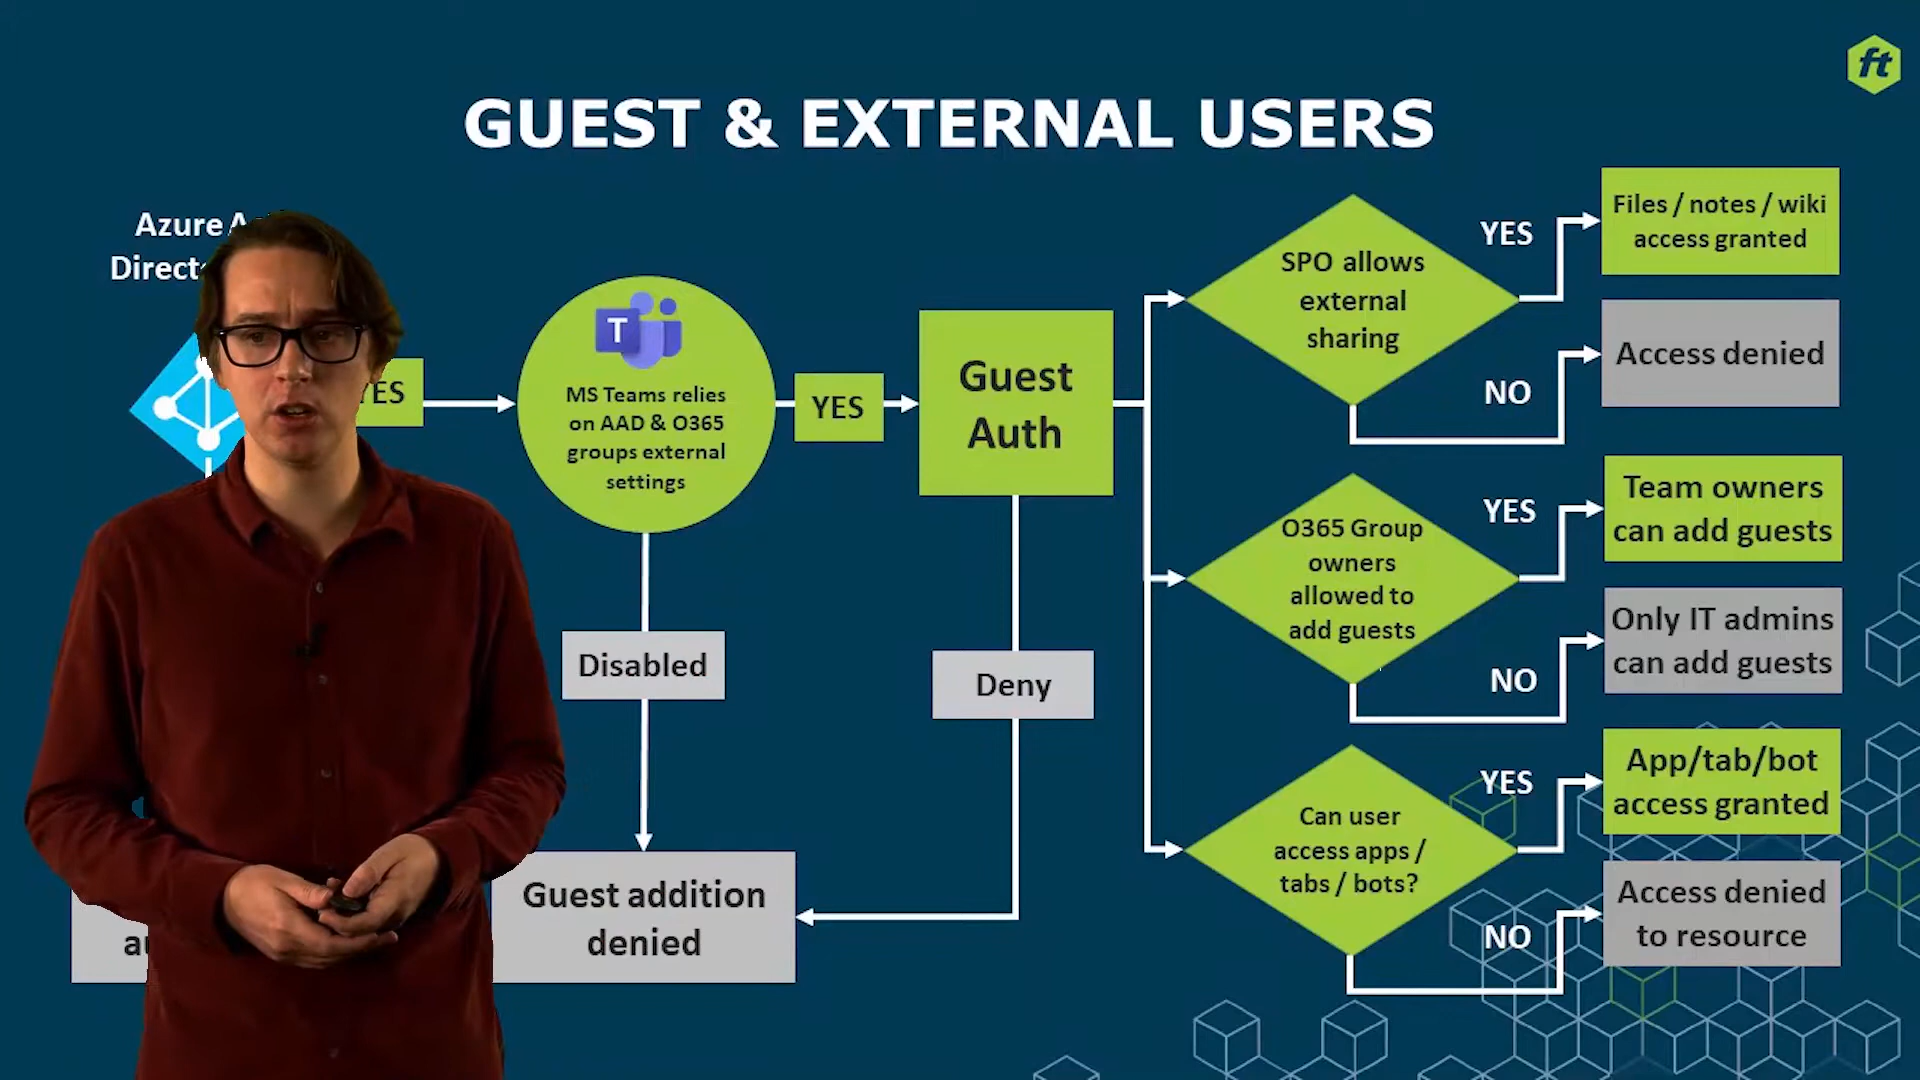 ft
GUEST & EXTERNAL USERS
Azure
YES
T
MS Teams relies
on AAD & O365
groups external
settings
YES
Disabled
Guest addition
denied
Guest
Auth
Deny
SPO allows
external
sharing
YES
Files / notes / wiki
access granted
NO
Access denied
O365 Group
owners
allowed to
add guests
YES
Team owners
can add guests
NO
Only IT admins
can add guests
Can user
access apps /
tabs / bots?
YES
App/tab/bot
access granted
NO
Access denied
to resource